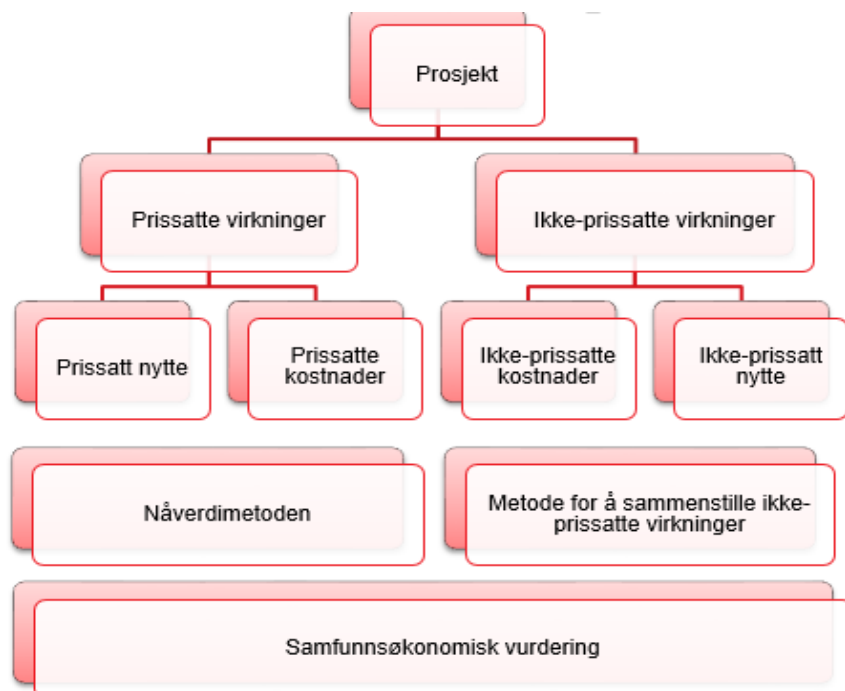 Prosjekt
Prissatte virkninger
Ikke-prissatte virkninger
Prissatt nytte
Prissatte
kostnader
Ikke-prissatte
kostnader
Ikke-prissatt
nytte
Nåverdimetoden
Metode for å sammenstille ikke-
prissatte virkninger
Samfunnsøkonomisk vurdering